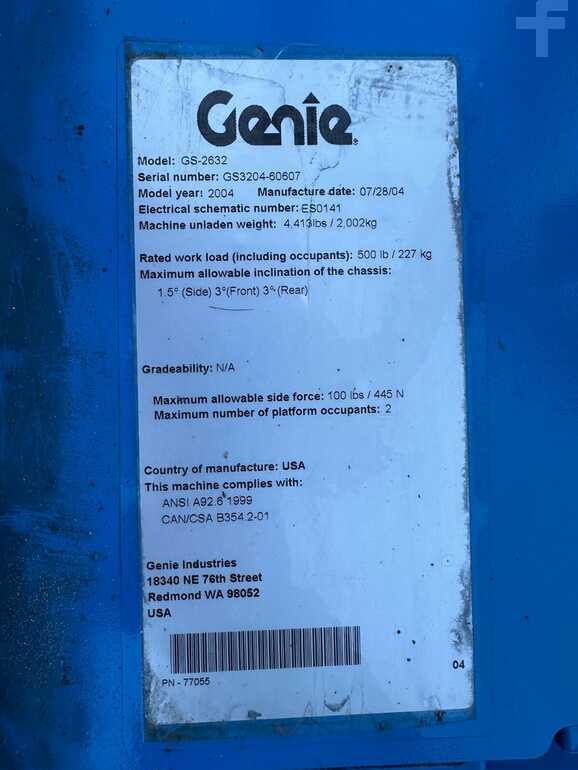 Genie
Model: GS-2632
Serial number: GS3204-60607
Model year: 2004 Manufacture date: 07/28/04
Electrical schematic number: ES0141
Machine unladen weight: 4,413lbs / 2,002kg
Rated work load (including occupants): 500 lb / 227 kg
Maximum allowable inclination of the chassis:
1.5° (Side) 3°(Front) 3° (Rear)
Gradeability: N/A
Maximum allowable side force: 100 lbs / 445 N
Maximum number of platform occupants: 2
Country of manufacture: USA
This machine complies with:
ANSI A92.6 1999
CAN/CSA B354.2-01
Genie Industries
18340 NE 76th Street
Redmond WA 98052
USA
04
PN - 77055